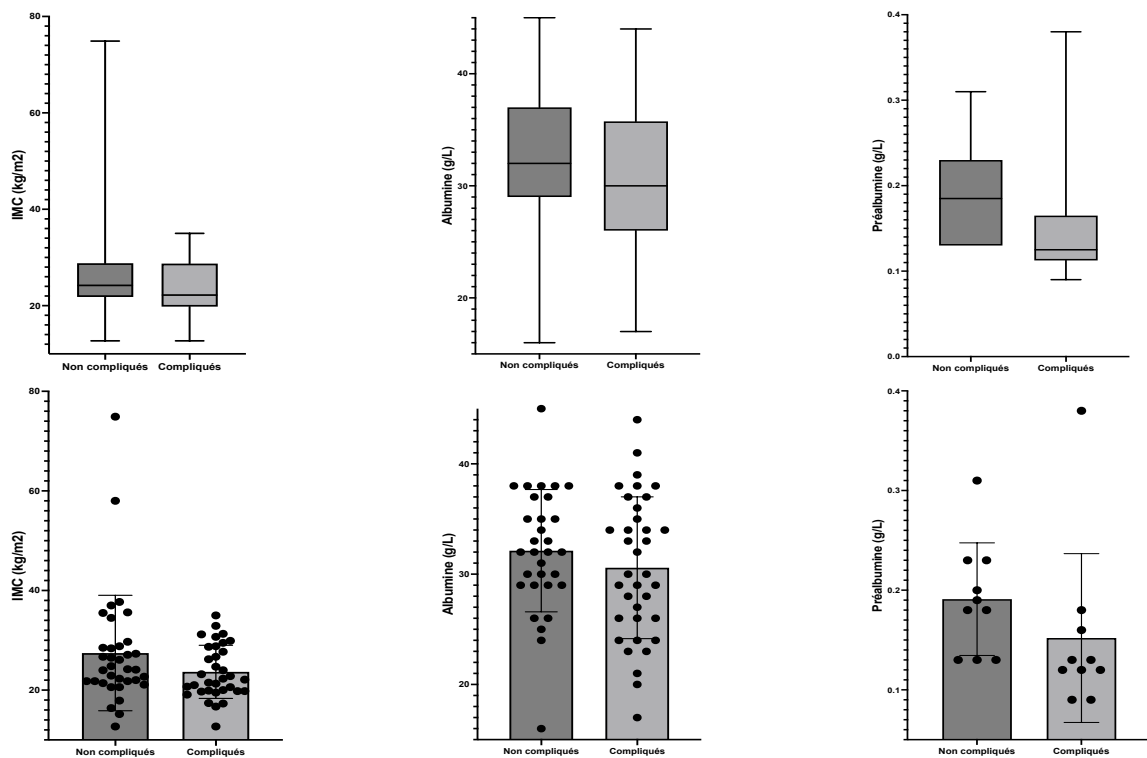 IMC (kg/m2)
80
60
40
20
Non compliqués
Compliqués
Albumine (g/L)
40
30
20
Non compliqués
Compliqués
Préalbumine (g/L)
0.4
0.3
0.2
0.1
0.0
Non compliqués
Compliqués
IMC (kg/m2)
80
60
40
20
Non compliqués
Compliqués
Albumine (g/L)
40
30
20
Non compliqués
Compliqués
Préalbumine (g/L)
0.4
0.3
0.2
0.1
Non compliqués
Compliqués